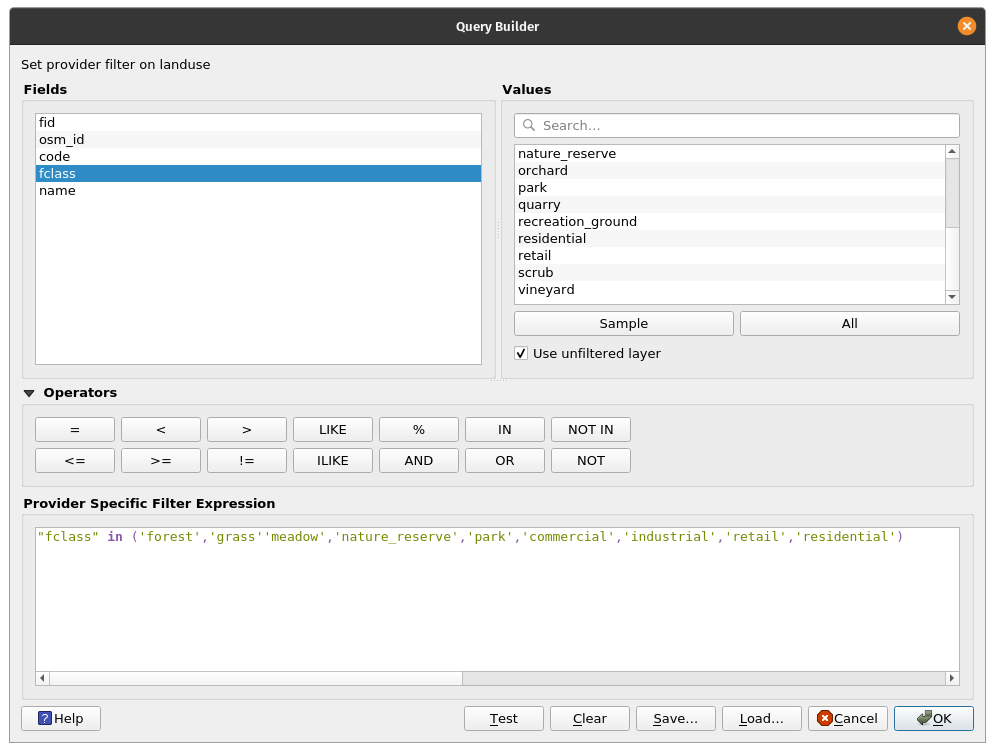 Query Builder
Set provider filter on landuse
Fields
Values
fid
osm_id
code
fclass
name
Search...
nature_reserve
orchard
park
quarry
recreation_ground
residential
retail
scrub
vineyard
Sample All
Use unfiltered layer
Operators
= < > LIKE % IN NOT IN
<= >= != ILIKE AND OR NOT
Provider Specific Filter Expression
"fclass" in ('forest','grass''meadow','nature_reserve','park','commercial','industrial','retail','residential')
Help Test Clear Save... Load... Cancel OK